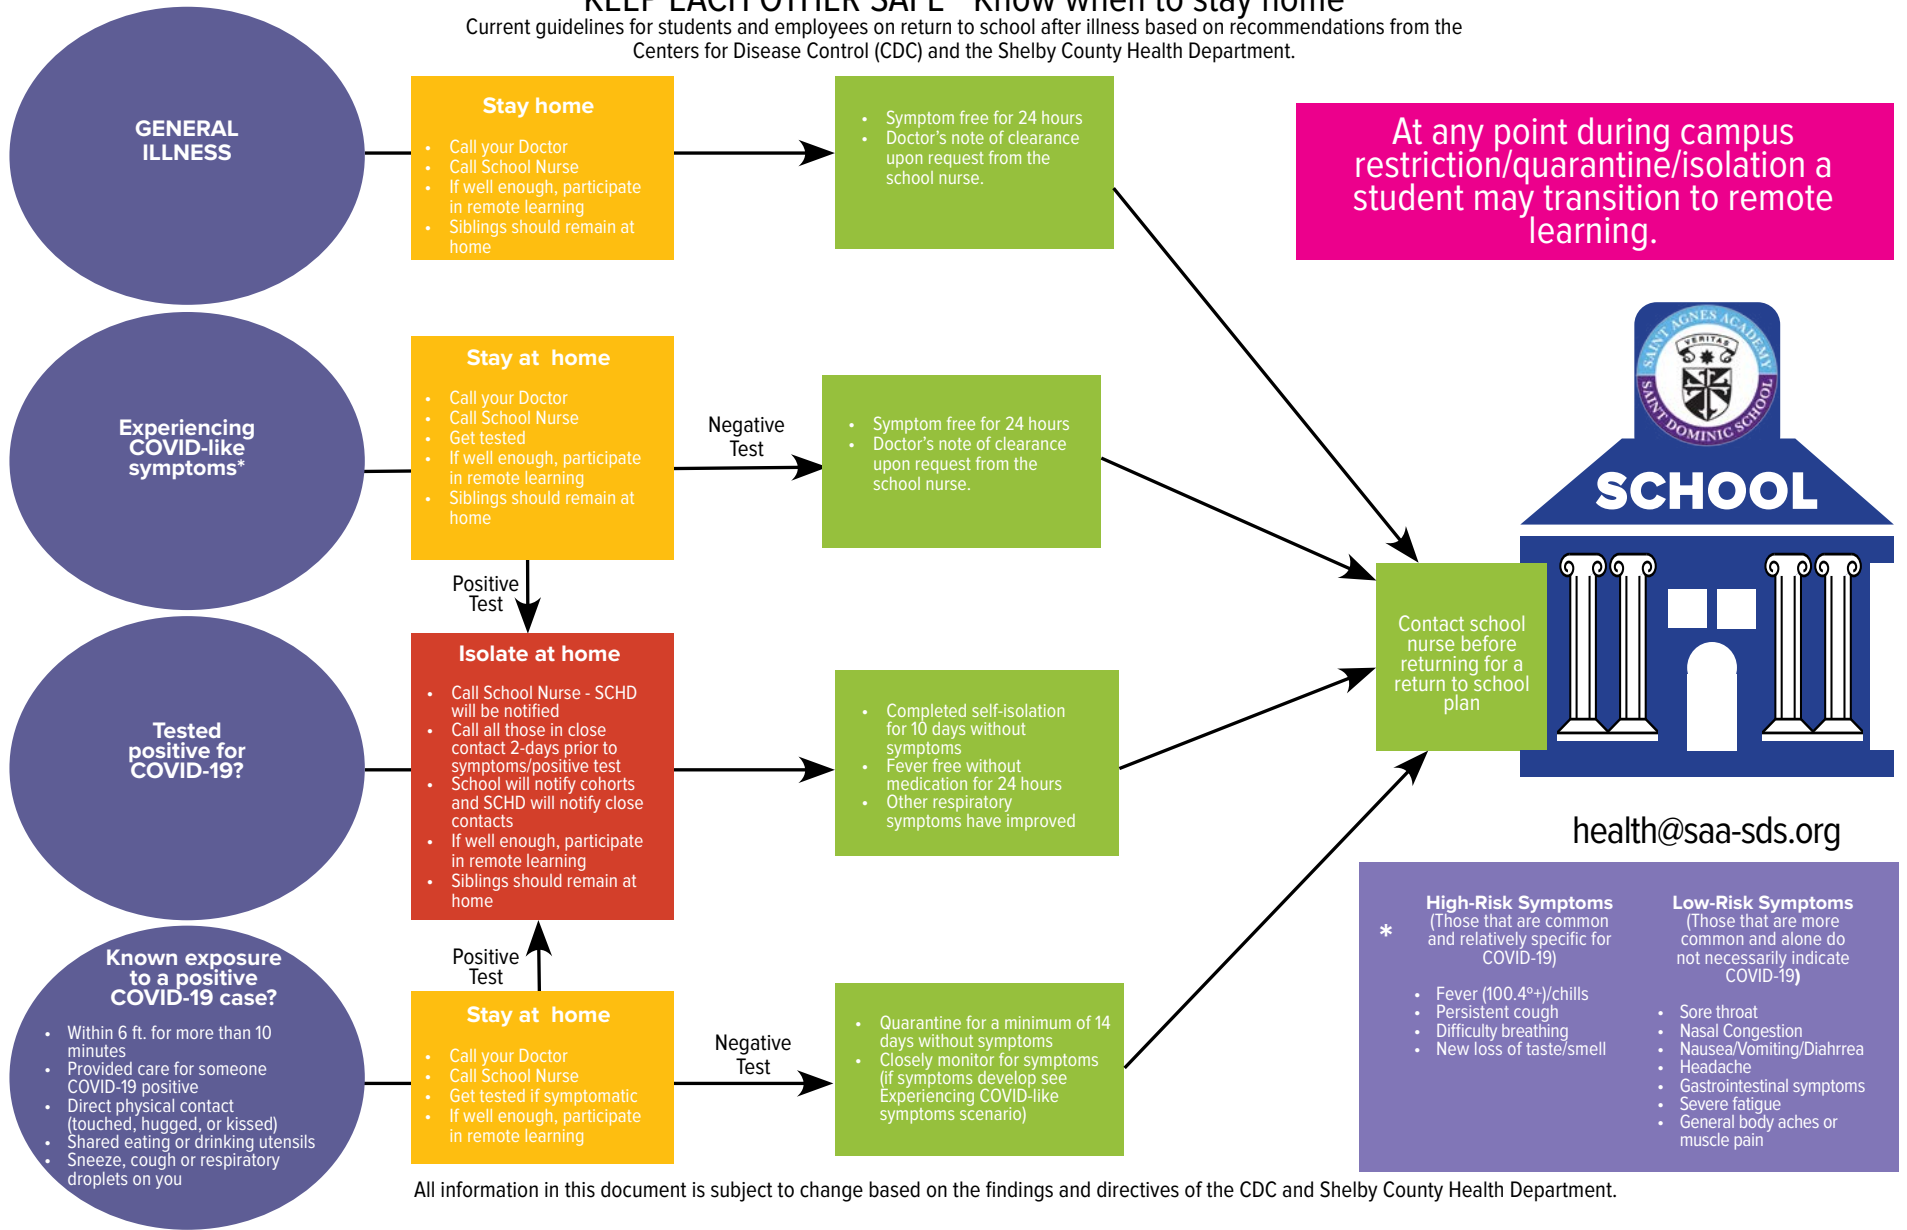 KEEP EACH OTHER SAFE - Know when to stay home
Current guidelines for students and employees on return to school after illness based on recommendations from the
Centers for Disease Control (CDC) and the Shelby County Health Department.
GENERAL
ILLNESS
Stay home
• Call your Doctor
• Call School Nurse
• If well enough, participate
in remote learning
• Siblings should remain at
home
• Symptom free for 24 hours
• Doctor's note of clearance
upon request from the
school nurse.
At any point during campus
restriction/quarantine/isolation a
student may transition to remote
learning.
Experiencing
COVID-like
symptoms*
Stay at home
• Call your Doctor
• Call School Nurse
• Get tested
• If well enough, participate
in remote learning
• Siblings should remain at
home
Negative
Test
• Symptom free for 24 hours
• Doctor's note of clearance
upon request from the
school nurse.
Positive
Test
Tested
positive for
COVID-19?
Isolate at home
• Call School Nurse - SCHD
will be notified
• Call all those in close
contact 2-days prior to
symptoms/positive test
• School will notify cohorts
and SCHD will notify close
contacts
• If well enough, participate
in remote learning
• Siblings should remain at
home
• Completed self-isolation
for 10 days without
symptoms
• Fever free without
medication for 24 hours
• Other respiratory
symptoms have improved
Known exposure
to a positive
COVID-19 case?
• Within 6 ft. for more than 10
minutes
• Provided care for someone
COVID-19 positive
• Direct physical contact
(touched, hugged, or kissed)
• Shared eating or drinking utensils
• Sneeze, cough or respiratory
droplets on you
Positive
Test
Stay at home
• Call your Doctor
• Call School Nurse
• Get tested if symptomatic
• If well enough, participate
in remote learning
Negative
Test
• Quarantine for a minimum of 14
days without symptoms
• Closely monitor for symptoms
(if symptoms develop see
Experiencing COVID-like
symptoms scenario)
Contact school
nurse before
returning for a
return to school
plan
SAINT AGNES ACADEMY
VERITAS
SAINT DOMINIC SCHOOL
SCHOOL
health@saa-sds.org
*
High-Risk Symptoms
(Those that are common
and relatively specific for
COVID-19)
• Fever (100.4º+)/chills
• Persistent cough
• Difficulty breathing
• New loss of taste/smell
Low-Risk Symptoms
(Those that are more
common and alone do
not necessarily indicate
COVID-19)
• Sore throat
• Nasal Congestion
• Nausea/Vomiting/Diahrrea
• Headache
• Gastrointestinal symptoms
• Severe fatigue
• General body aches or
muscle pain
All information in this document is subject to change based on the findings and directives of the CDC and Shelby County Health Department.